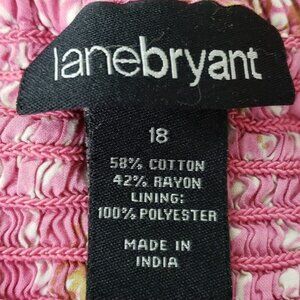 lanebryant
18
58% COTTON
42% RAYON
LINING:
100% POLYESTER
MADE IN
INDIA